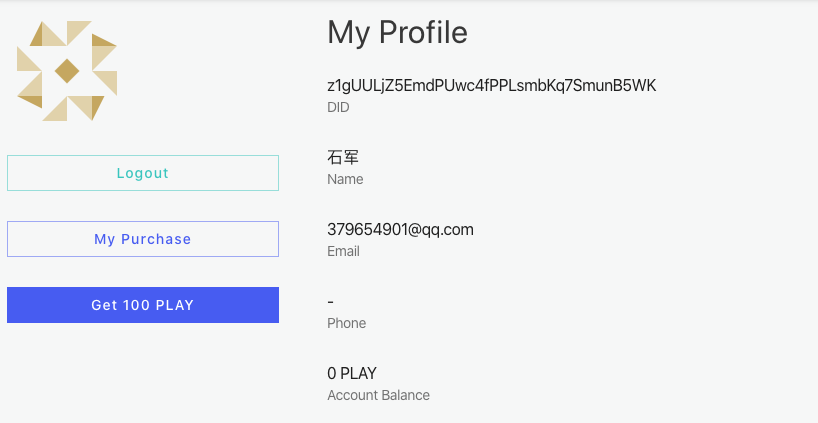 My Profile
z1gUULjZ5EmdPUwc4fPPLsmbKq7SmunB5WK
DID
Logout
石军
Name
My Purchase
379654901@qq.com
Email
Get 100 PLAY
-
Phone
0 PLAY
Account Balance